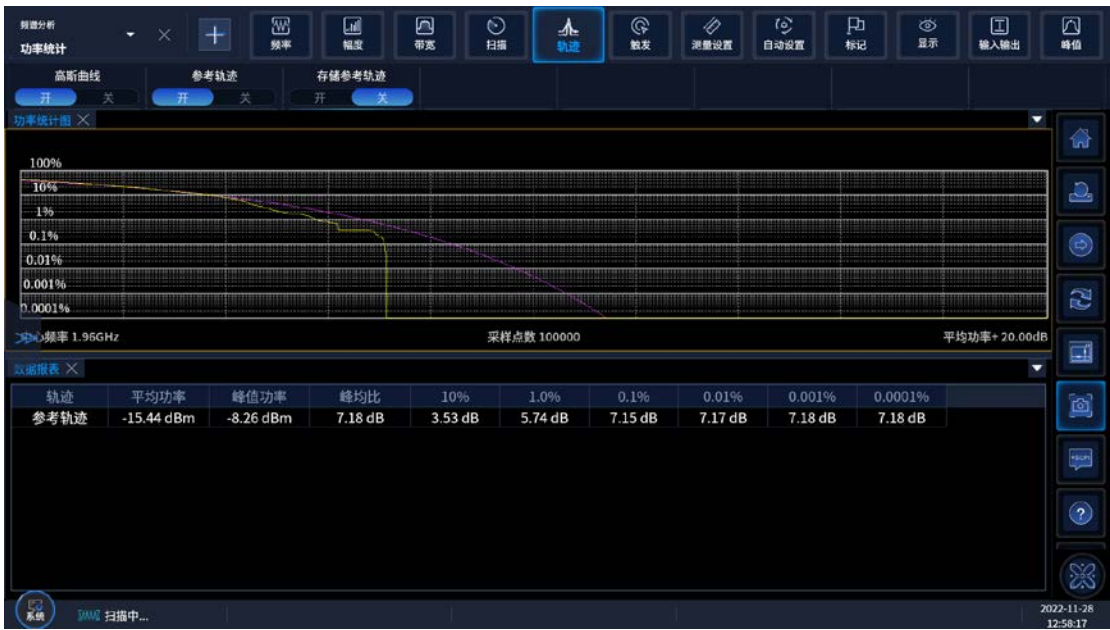 频谱分析
功率统计
频率
幅度
带宽
扫描
轨迹
触发
测量设置
自动设置
标记
显示
输入输出
峰值
高斯曲线
开 关
参考轨迹
开 关
存储参考轨迹
开 关
功率统计图
100%
10%
1%
0.1%
0.01%
0.001%
0.0001%
中心频率 1.96GHz 采样点数 100000 平均功率+ 20.00dB
数据报表
轨迹 平均功率 峰值功率 峰均比 10% 1.0% 0.1% 0.01% 0.001% 0.0001%
参考轨迹 -15.44 dBm -8.26 dBm 7.18 dB 3.53 dB 5.74 dB 7.15 dB 7.17 dB 7.18 dB 7.18 dB
系统
扫描中...
2022-11-28
12:58:17